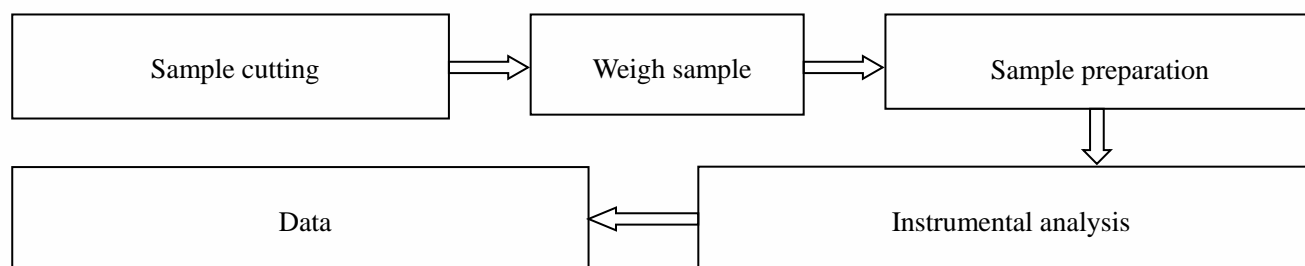 Sample cutting
Weigh sample
Sample preparation
Instrumental analysis
Data